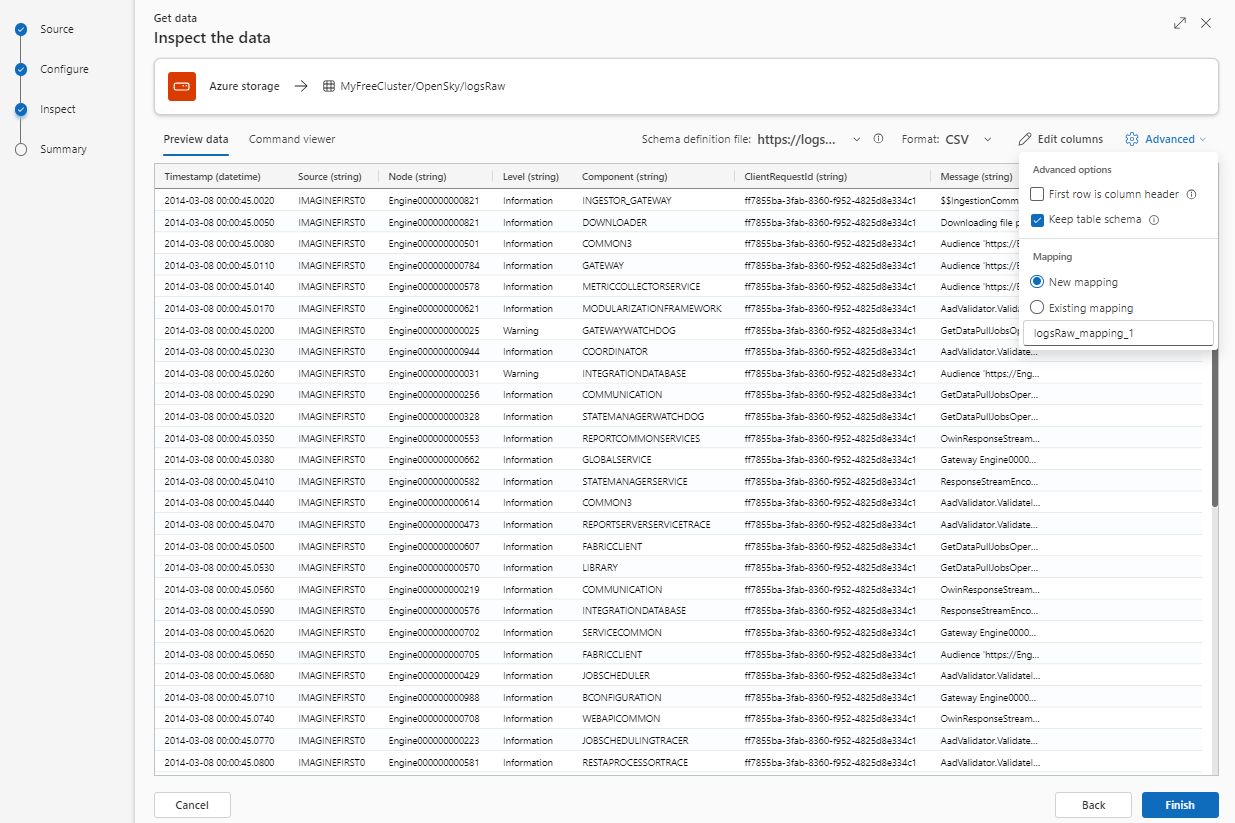 Source
Configure
Inspect
Summary
Get data
Inspect the data
Azure storage MyFreeCluster/OpenSky/logsRaw
Preview data Command viewer Schema definition file: https://logs... Format: CSV Edit columns Advanced
Advanced options
First row is column header
Keep table schema
Mapping
New mapping
Existing mapping
logsRaw_mapping_1
Timestamp (datetime) Source (string) Node (string) Level (string) Component (string) ClientRequestId (string) Message (string)
2014-03-08 00:00:45.0020 IMAGINEFIRST0 Engine000000000821 Information INGESTOR_GATEWAY ff7855ba-3fab-8360-f952-4825d8e334c1 $$IngestionComm
2014-03-08 00:00:45.0050 IMAGINEFIRST0 Engine000000000821 Information DOWNLOADER ff7855ba-3fab-8360-f952-4825d8e334c1 Downloading file p
2014-03-08 00:00:45.0080 IMAGINEFIRST0 Engine000000000501 Information COMMON3 ff7855ba-3fab-8360-f952-4825d8e334c1 Audience 'https://E
2014-03-08 00:00:45.0110 IMAGINEFIRST0 Engine000000000784 Information GATEWAY ff7855ba-3fab-8360-f952-4825d8e334c1 Audience 'https://E
2014-03-08 00:00:45.0140 IMAGINEFIRST0 Engine000000000578 Information METRICCOLLECTORSERVICE ff7855ba-3fab-8360-f952-4825d8e334c1 Audience 'https://E
2014-03-08 00:00:45.0170 IMAGINEFIRST0 Engine000000000621 Information MODULARIZATIONFRAMEWORK ff7855ba-3fab-8360-f952-4825d8e334c1 AadValidator.Valida
2014-03-08 00:00:45.0200 IMAGINEFIRST0 Engine000000000025 Warning GATEWAYWATCHDOG ff7855ba-3fab-8360-f952-4825d8e334c1 GetDataPullJobsOp
2014-03-08 00:00:45.0230 IMAGINEFIRST0 Engine000000000944 Information COORDINATOR ff7855ba-3fab-8360-f952-4825d8e334c1 AadValidator.Validate...
2014-03-08 00:00:45.0260 IMAGINEFIRST0 Engine000000000031 Warning INTEGRATIONDATABASE ff7855ba-3fab-8360-f952-4825d8e334c1 Audience 'https://Eng...
2014-03-08 00:00:45.0290 IMAGINEFIRST0 Engine000000000256 Information COMMUNICATION ff7855ba-3fab-8360-f952-4825d8e334c1 GetDataPullJobsOper...
2014-03-08 00:00:45.0320 IMAGINEFIRST0 Engine000000000328 Information STATEMANAGERWATCHDOG ff7855ba-3fab-8360-f952-4825d8e334c1 GetDataPullJobsOper...
2014-03-08 00:00:45.0350 IMAGINEFIRST0 Engine000000000553 Information REPORTCOMMONSERVICES ff7855ba-3fab-8360-f952-4825d8e334c1 OwinResponseStream...
2014-03-08 00:00:45.0380 IMAGINEFIRST0 Engine000000000662 Information GLOBALSERVICE ff7855ba-3fab-8360-f952-4825d8e334c1 Gateway Engine0000...
2014-03-08 00:00:45.0410 IMAGINEFIRST0 Engine000000000582 Information STATEMANAGERSERVICE ff7855ba-3fab-8360-f952-4825d8e334c1 ResponseStreamEnco...
2014-03-08 00:00:45.0440 IMAGINEFIRST0 Engine000000000614 Information COMMON3 ff7855ba-3fab-8360-f952-4825d8e334c1 AadValidator.ValidateI...
2014-03-08 00:00:45.0470 IMAGINEFIRST0 Engine000000000473 Information REPORTSERVERSERVICETRACE ff7855ba-3fab-8360-f952-4825d8e334c1 AadValidator.Validate...
2014-03-08 00:00:45.0500 IMAGINEFIRST0 Engine000000000607 Information FABRICCLIENT ff7855ba-3fab-8360-f952-4825d8e334c1 GetDataPullJobsOper...
2014-03-08 00:00:45.0530 IMAGINEFIRST0 Engine000000000570 Information LIBRARY ff7855ba-3fab-8360-f952-4825d8e334c1 GetDataPullJobsOper...
2014-03-08 00:00:45.0560 IMAGINEFIRST0 Engine000000000219 Information COMMUNICATION ff7855ba-3fab-8360-f952-4825d8e334c1 OwinResponseStream...
2014-03-08 00:00:45.0590 IMAGINEFIRST0 Engine000000000576 Information INTEGRATIONDATABASE ff7855ba-3fab-8360-f952-4825d8e334c1 ResponseStreamEnco...
2014-03-08 00:00:45.0620 IMAGINEFIRST0 Engine000000000702 Information SERVICECOMMON ff7855ba-3fab-8360-f952-4825d8e334c1 Gateway Engine0000...
2014-03-08 00:00:45.0650 IMAGINEFIRST0 Engine000000000705 Information FABRICCLIENT ff7855ba-3fab-8360-f952-4825d8e334c1 Audience 'https://Eng...
2014-03-08 00:00:45.0680 IMAGINEFIRST0 Engine000000000429 Information JOBSCHEDULER ff7855ba-3fab-8360-f952-4825d8e334c1 AadValidator.ValidateI...
2014-03-08 00:00:45.0710 IMAGINEFIRST0 Engine000000000988 Information BCONFIGURATION ff7855ba-3fab-8360-f952-4825d8e334c1 Gateway Engine0000...
2014-03-08 00:00:45.0740 IMAGINEFIRST0 Engine000000000708 Information WEBAPICOMMON ff7855ba-3fab-8360-f952-4825d8e334c1 OwinResponseStream...
2014-03-08 00:00:45.0770 IMAGINEFIRST0 Engine000000000223 Information JOBSCHEDULINGTRACER ff7855ba-3fab-8360-f952-4825d8e334c1 AadValidator.Validate...
2014-03-08 00:00:45.0800 IMAGINEFIRST0 Engine000000000581 Information RESTAPROCESSORTRACE ff7855ba-3fab-8360-f952-4825d8e334c1 AadValidator.ValidateI...
Cancel Back Finish